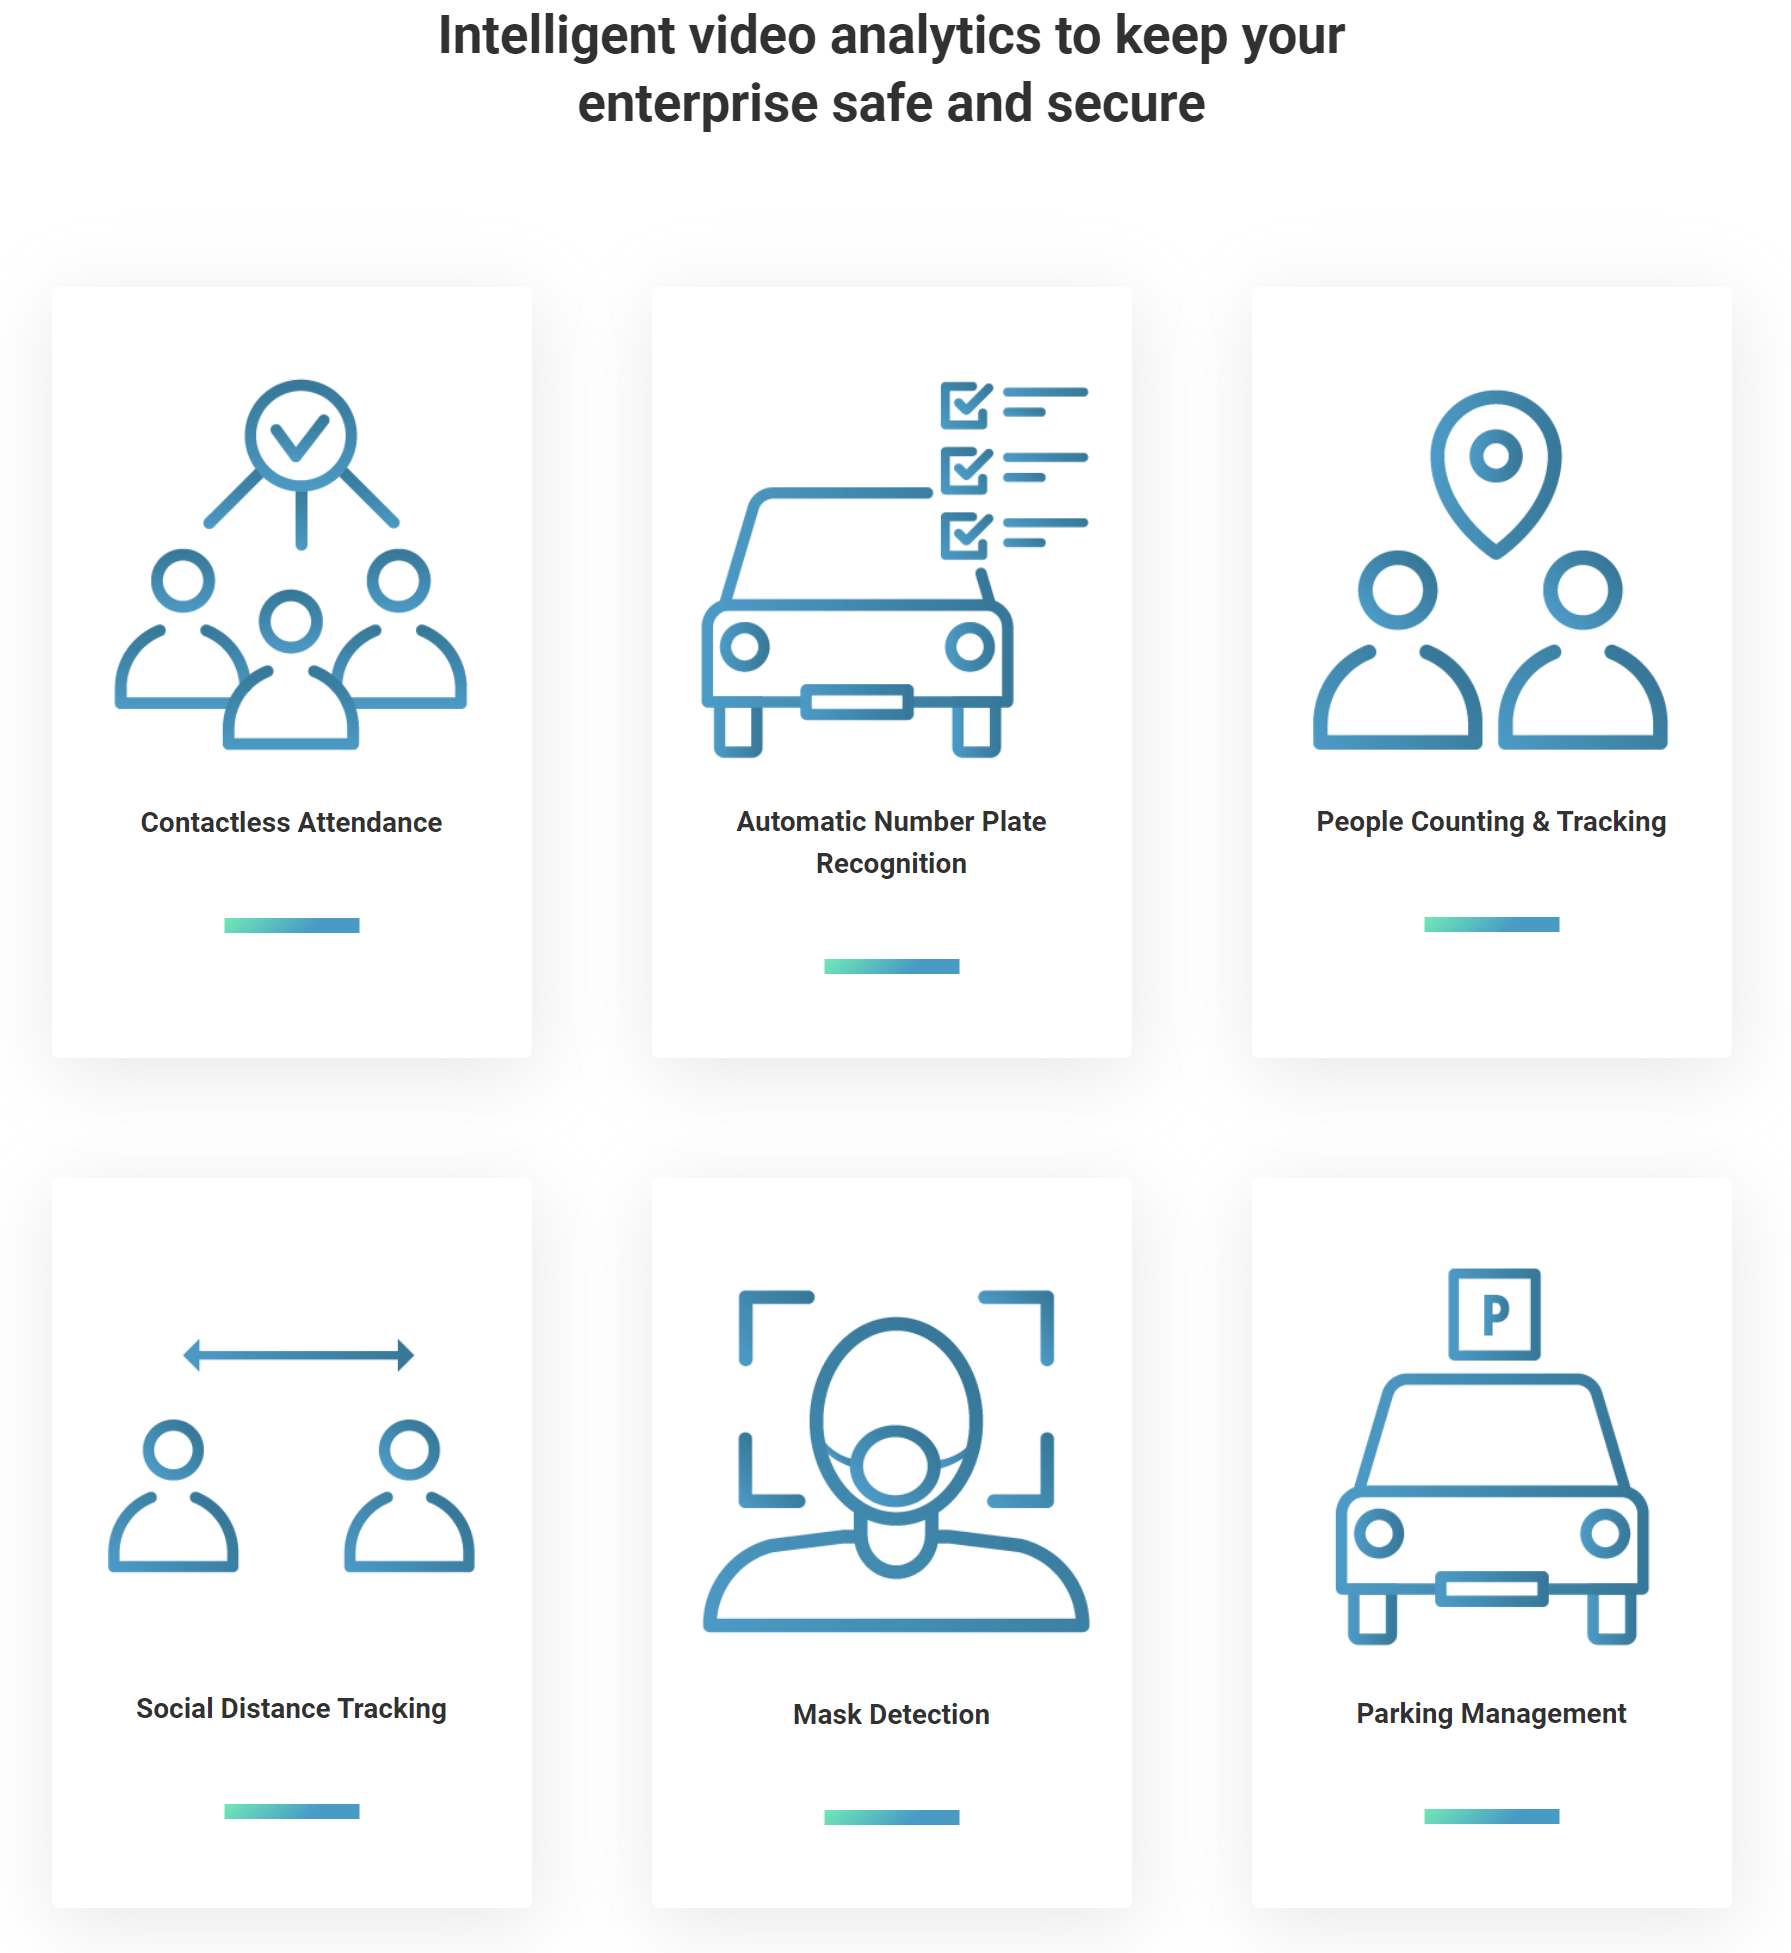 Intelligent video analytics to keep your
enterprise safe and secure
Contactless Attendance
Automatic Number Plate
Recognition
People Counting & Tracking
P
Social Distance Tracking
Mask Detection
Parking Management